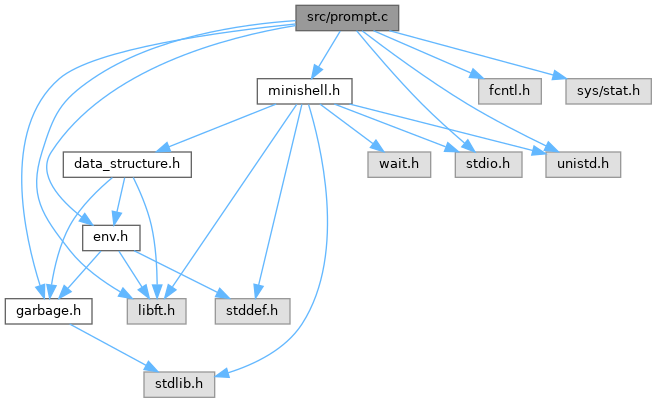 src/prompt.c
minishell.h
fcntl.h
sys/stat.h
data_structure.h
wait.h
stdio.h
unistd.h
env.h
garbage.h
libft.h
stddef.h
stdlib.h